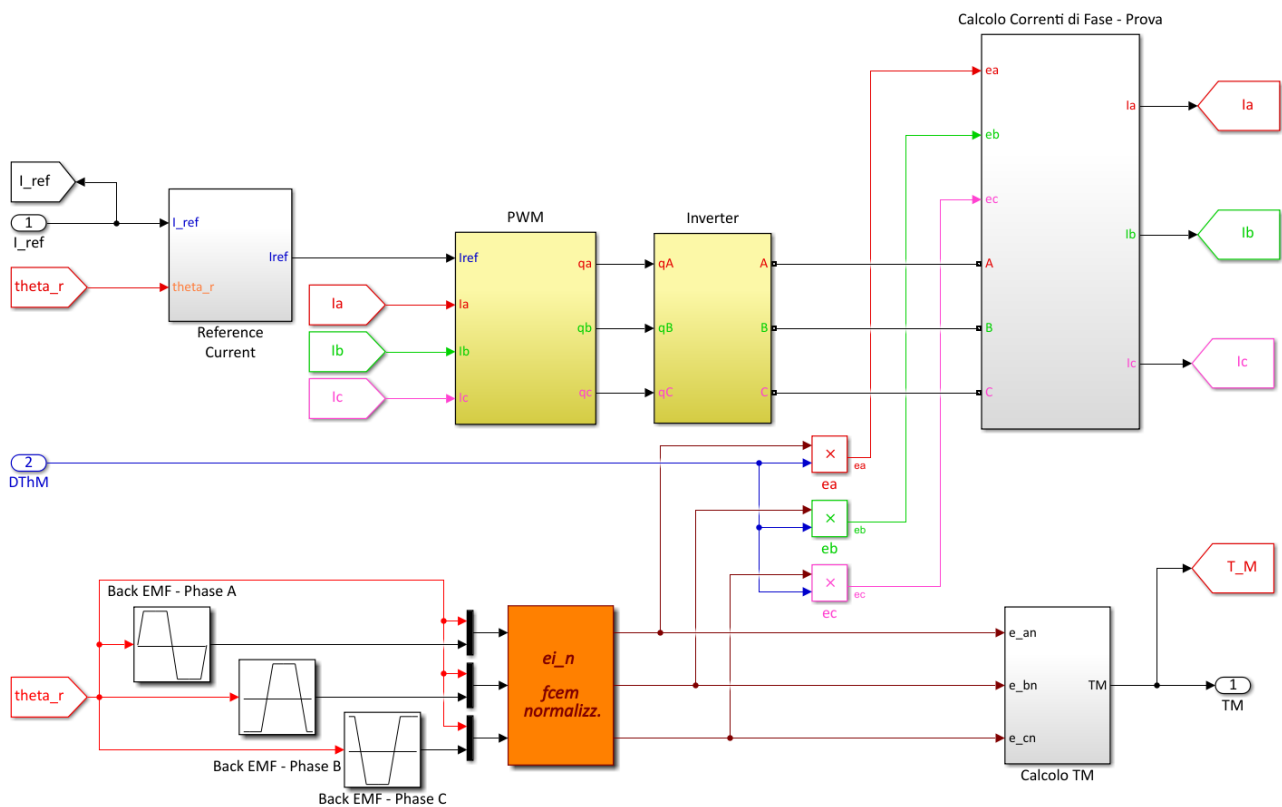 Calcolo Correnti di Fase - Prova
ea
Ia
Ia
eb
I_ref
ec
PWM
Inverter
1
I_ref
I_ref
Ib
Ib
Iref
Iref
qa
qA
A
A
theta_r
theta_r
Ia
Ia
Reference
Current
qb
qB
B
B
Ib
Ib
Ic
Ic
Ic
Ic
qc
qC
C
C
×
ea
ea
2
DThM
×
eb
eb
×
ec
ec
T_M
Back EMF - Phase A
e_an
ei_n
fcem
normalizz.
theta_r
e_bn
TM
1
TM
e_cn
Back EMF - Phase B
Calcolo TM
Back EMF - Phase C